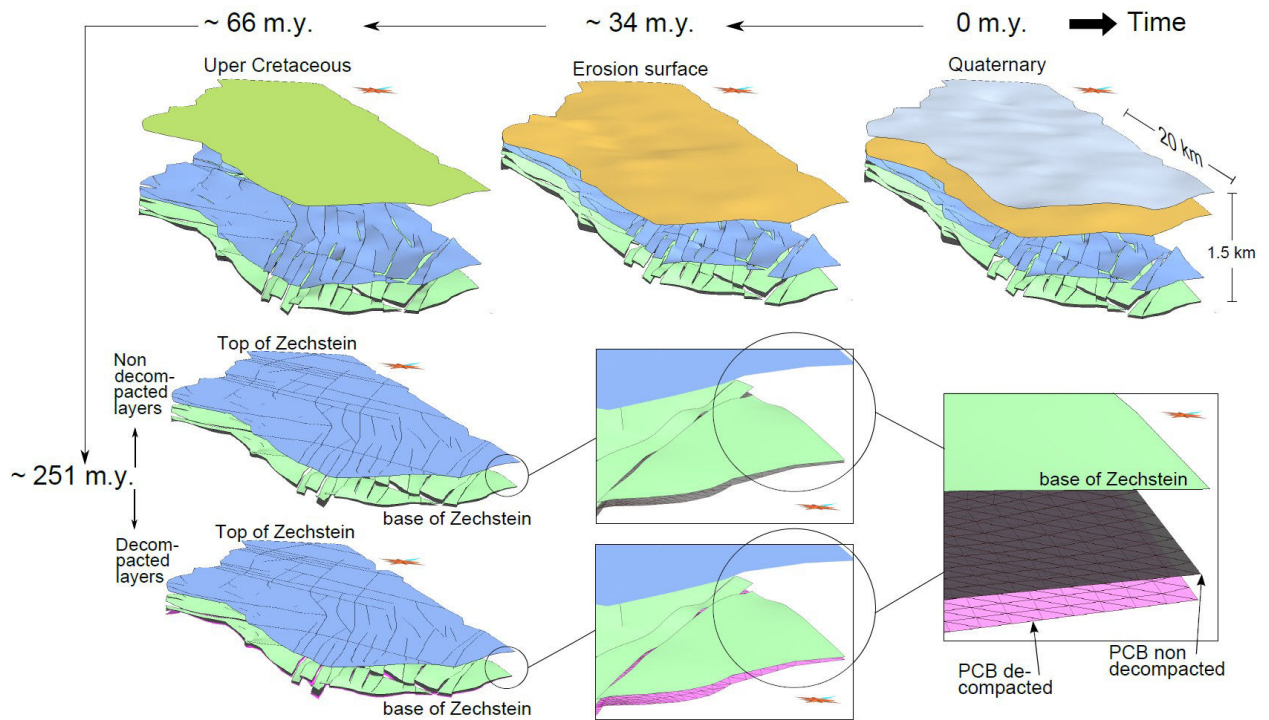 ~ 66 m.y.
~ 34 m.y.
0 m.y.
Time
Uper Cretaceous
Erosion surface
Quaternary
20 km
1.5 km
Top of Zechstein
Non
decom-
pacted
layers
~ 251 m.y.
base of Zechstein
Decom-
pacted
layers
Top of Zechstein
base of Zechstein
base of Zechstein
PCB de-
compacted
PCB non
decompacted